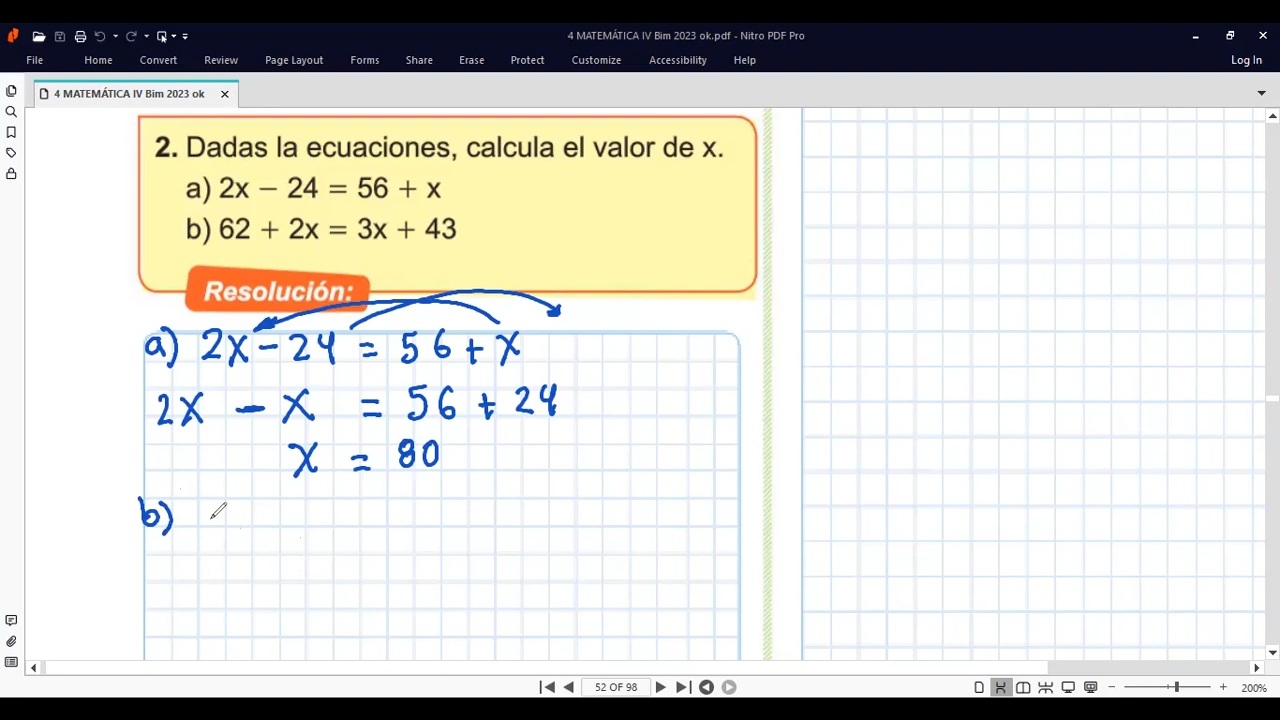 4 MATEMÁTICA IV Bim 2023 ok.pdf - Nitro PDF Pro
File Home Convert Review Page Layout Forms Share Erase Protect Customize Accessibility Help Log In
4 MATEMÁTICA IV Bim 2023 ok
2. Dadas la ecuaciones, calcula el valor de x.
a) 2x − 24 = 56 + x
b) 62 + 2x = 3x + 43
Resolución:
a) 2x - 24 = 56 + x
2x - x = 56 + 24
x = 80
b)
52 OF 98
200%